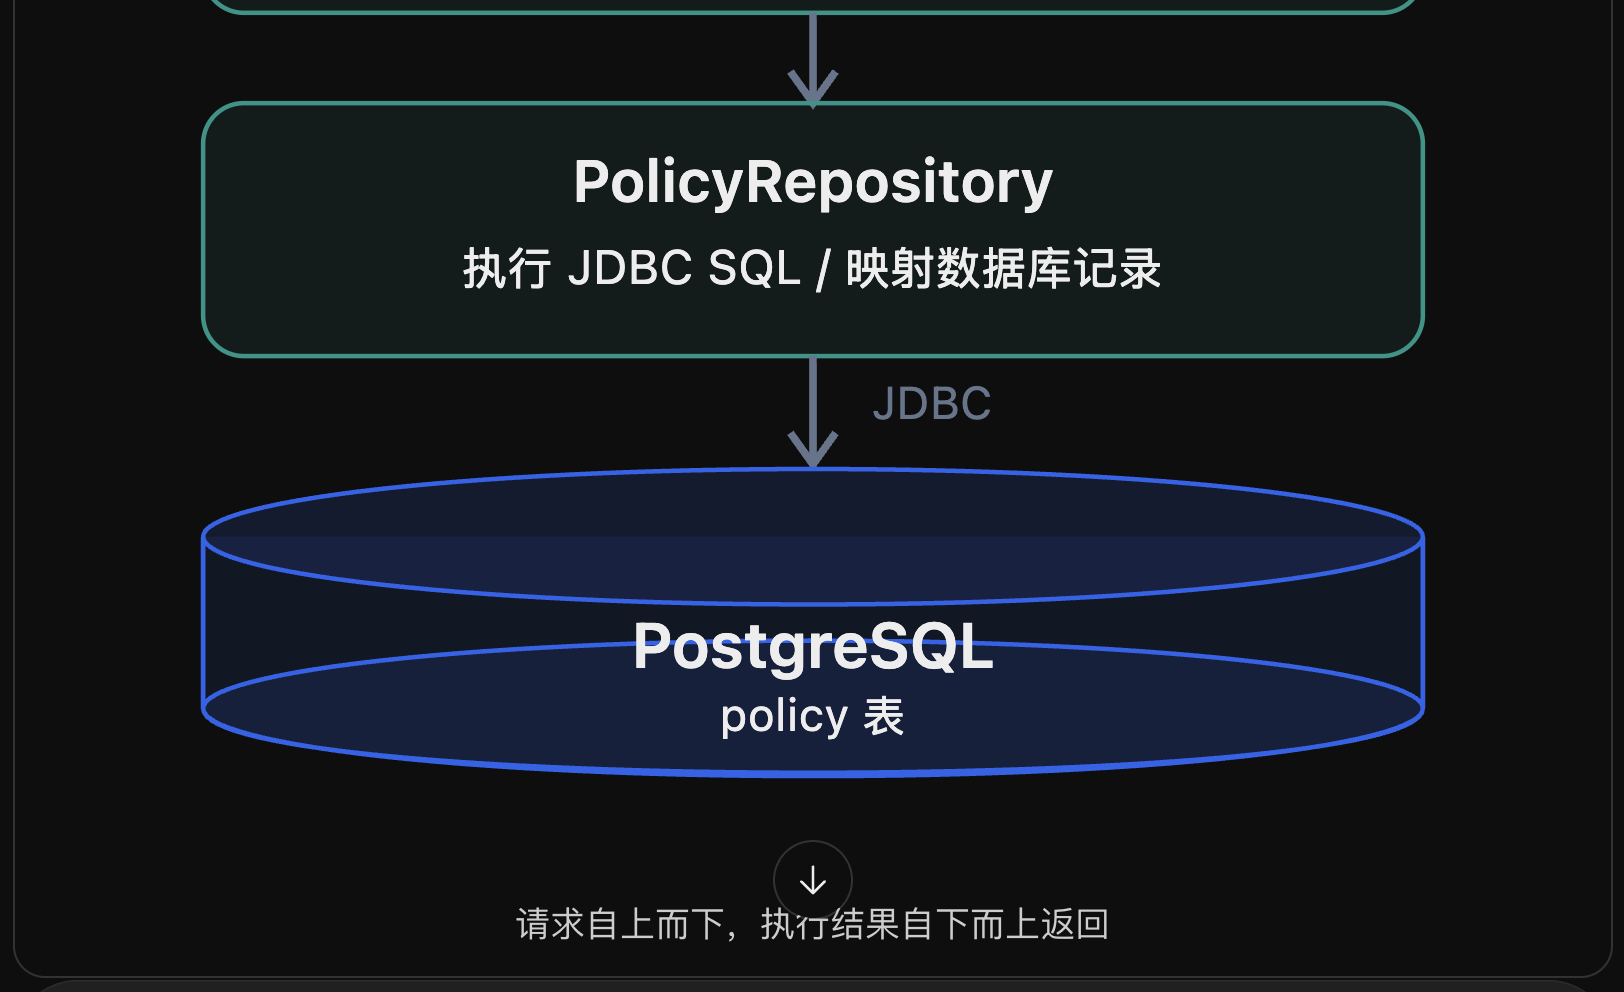 PolicyRepository
执行 JDBC SQL / 映射数据库记录
JDBC
PostgreSQL
policy 表
请求自上而下，执行结果自下而上返回